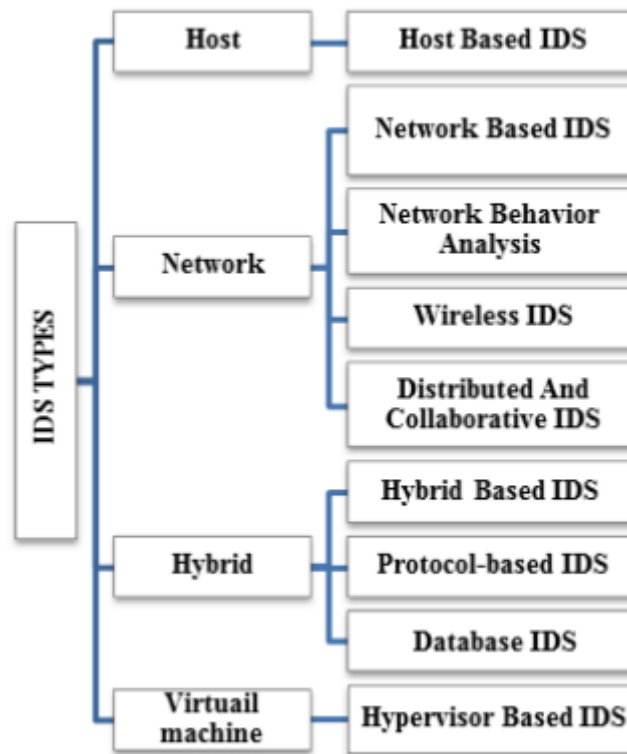 IDS TYPES
Host
Host Based IDS
Network
Network Based IDS
Network Behavior
Analysis
Wireless IDS
Distributed And
Collaborative IDS
Hybrid
Hybrid Based IDS
Protocol-based IDS
Database IDS
Virtuail
machine
Hypervisor Based IDS